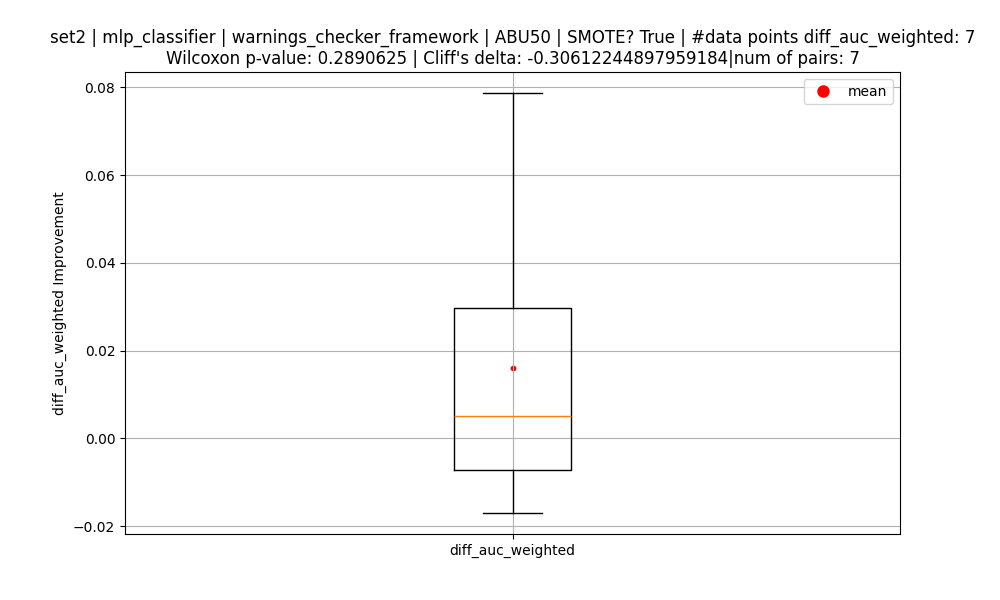 set2 | mlp_classifier | warnings_checker_framework | ABU50 | SMOTE? True | #data points diff_auc_weighted: 7
Wilcoxon p-value: 0.2890625 | Cliff's delta: -0.30612244897959184|num of pairs: 7
mean
0.08
0.06
0.04
0.02
0.00
−0.02
diff_auc_weighted Improvement
diff_auc_weighted